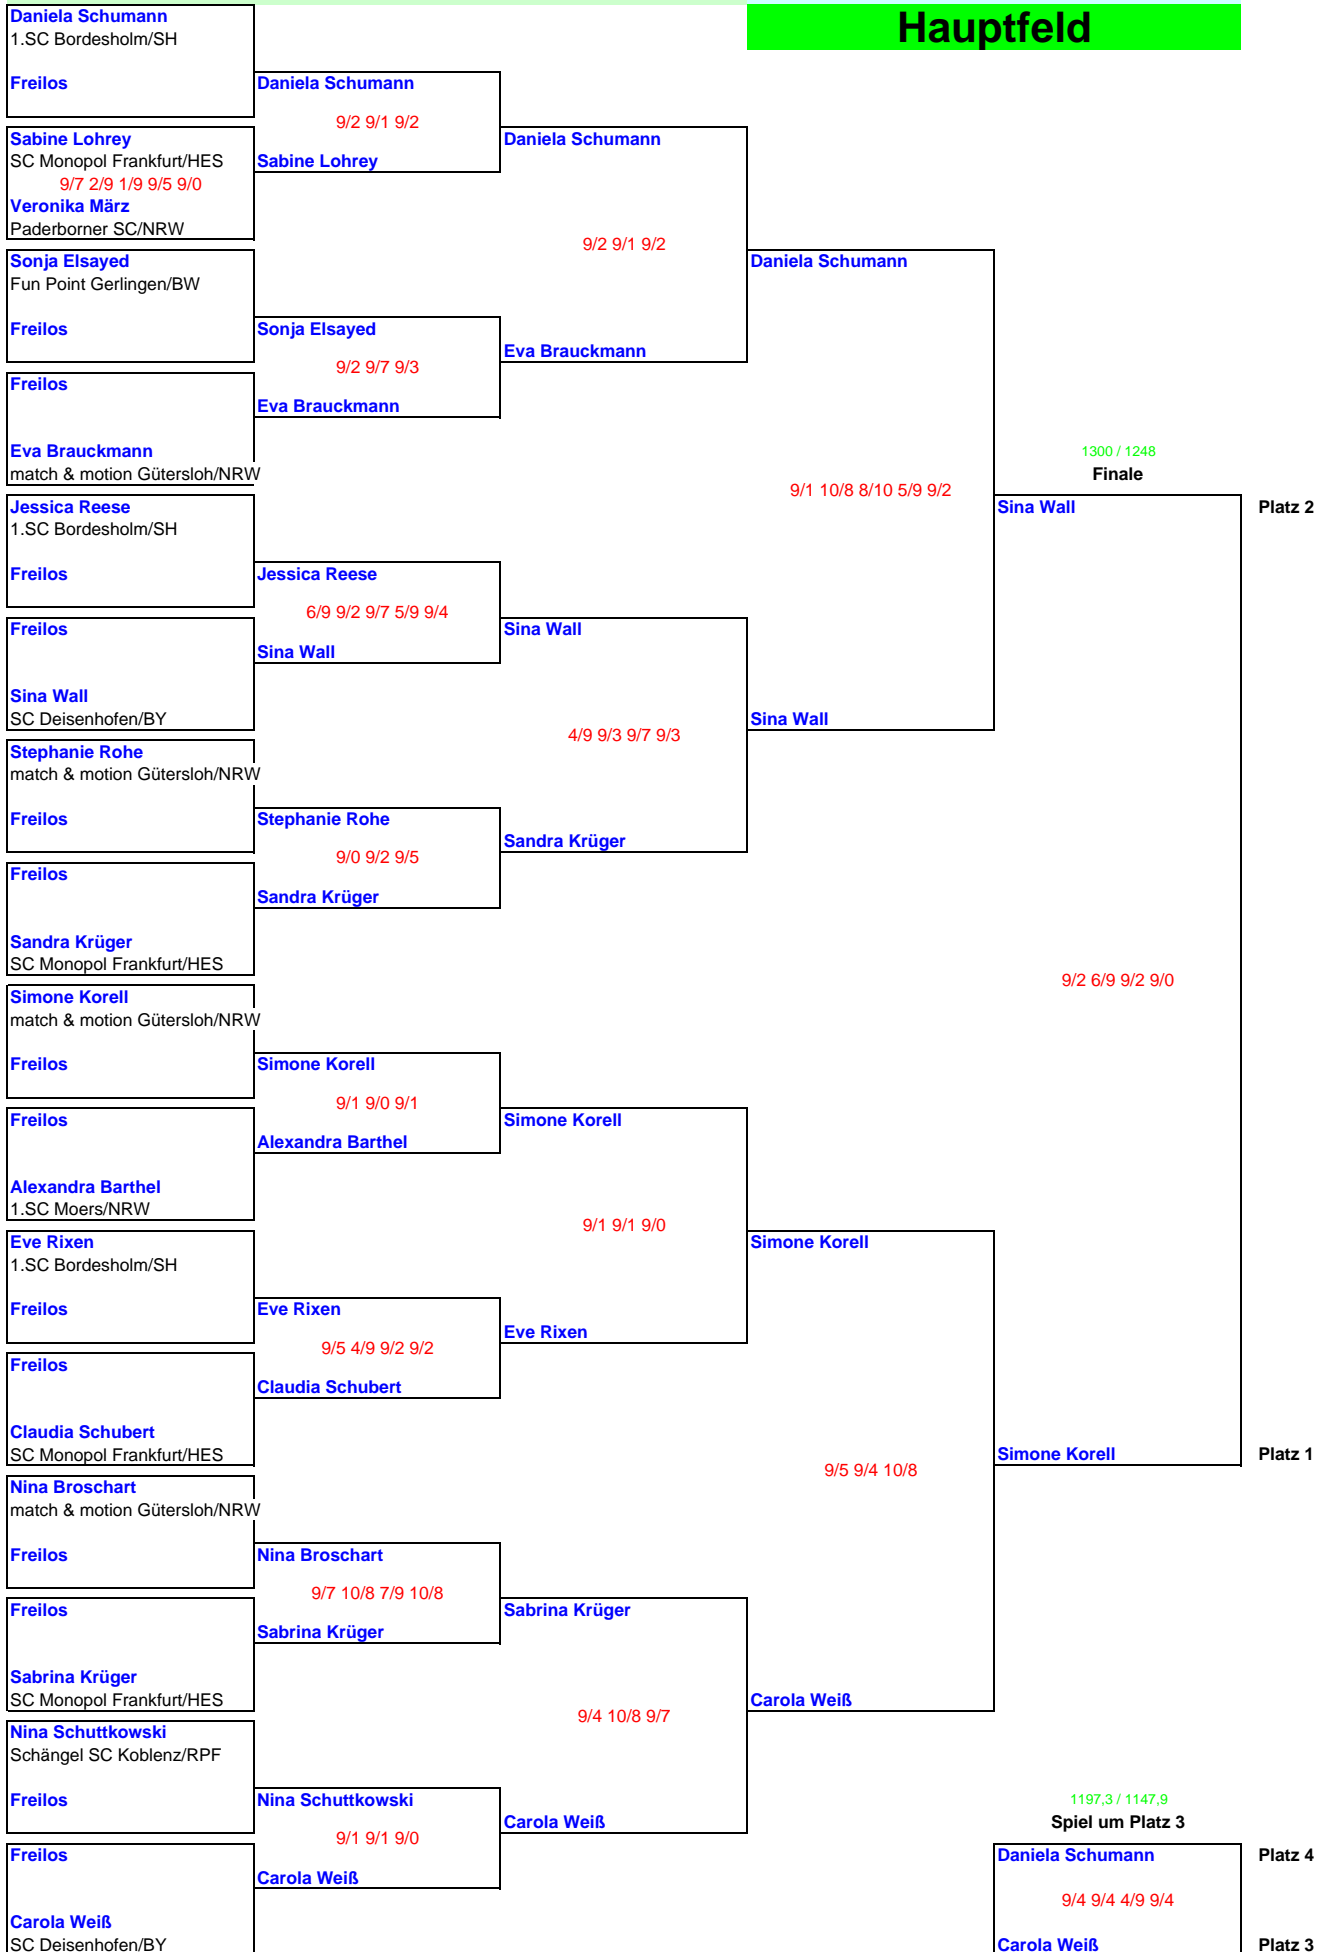 Hauptfeld
Daniela Schumann
1.SC Bordesholm/SH
Freilos
Sabine Lohrey
SC Monopol Frankfurt/HES
9/7 2/9 1/9 9/5 9/0
Veronika März
Paderborner SC/NRW
Sonja Elsayed
Fun Point Gerlingen/BW
Freilos
Freilos
Eva Brauckmann
match & motion Gütersloh/NRW
Jessica Reese
1.SC Bordesholm/SH
Freilos
Freilos
Sina Wall
SC Deisenhofen/BY
Stephanie Rohe
match & motion Gütersloh/NRW
Freilos
Freilos
Sandra Krüger
SC Monopol Frankfurt/HES
Simone Korell
match & motion Gütersloh/NRW
Freilos
Freilos
Alexandra Barthel
1.SC Moers/NRW
Eve Rixen
1.SC Bordesholm/SH
Freilos
Freilos
Claudia Schubert
SC Monopol Frankfurt/HES
Nina Broschart
match & motion Gütersloh/NRW
Freilos
Freilos
Sabrina Krüger
SC Monopol Frankfurt/HES
Nina Schuttkowski
Schängel SC Koblenz/RPF
Freilos
Freilos
Carola Weiß
SC Deisenhofen/BY
Daniela Schumann
9/2 9/1 9/2
Sabine Lohrey
Sonja Elsayed
9/2 9/7 9/3
Eva Brauckmann
Jessica Reese
6/9 9/2 9/7 5/9 9/4
Sina Wall
Stephanie Rohe
9/0 9/2 9/5
Sandra Krüger
Simone Korell
9/1 9/0 9/1
Alexandra Barthel
Eve Rixen
9/5 4/9 9/2 9/2
Claudia Schubert
Nina Broschart
9/7 10/8 7/9 10/8
Sabrina Krüger
Nina Schuttkowski
9/1 9/1 9/0
Carola Weiß
Daniela Schumann
9/2 9/1 9/2
Eva Brauckmann
Sina Wall
4/9 9/3 9/7 9/3
Sandra Krüger
Simone Korell
9/1 9/1 9/0
Eve Rixen
Sabrina Krüger
9/4 10/8 9/7
Carola Weiß
Daniela Schumann
9/1 10/8 8/10 5/9 9/2
Sina Wall
Simone Korell
9/5 9/4 10/8
Carola Weiß
1300 / 1248
Finale
Sina Wall Platz 2
9/2 6/9 9/2 9/0
Simone Korell Platz 1
1197,3 / 1147,9
Spiel um Platz 3
Daniela Schumann Platz 4
9/4 9/4 4/9 9/4
Carola Weiß Platz 3